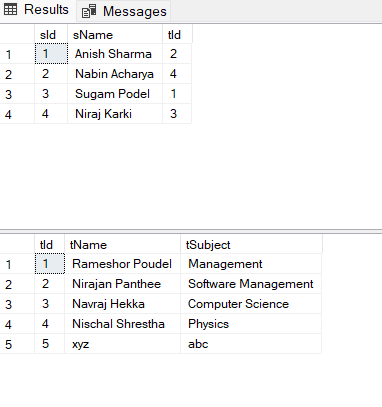 Results Messages
sId sName tId
1 1 Anish Sharma 2
2 2 Nabin Acharya 4
3 3 Sugam Podel 1
4 4 Niraj Karki 3
tId tName tSubject
1 1 Rameshor Poudel Management
2 2 Nirajan Panthee Software Management
3 3 Navraj Hekka Computer Science
4 4 Nischal Shrestha Physics
5 5 xyz abc